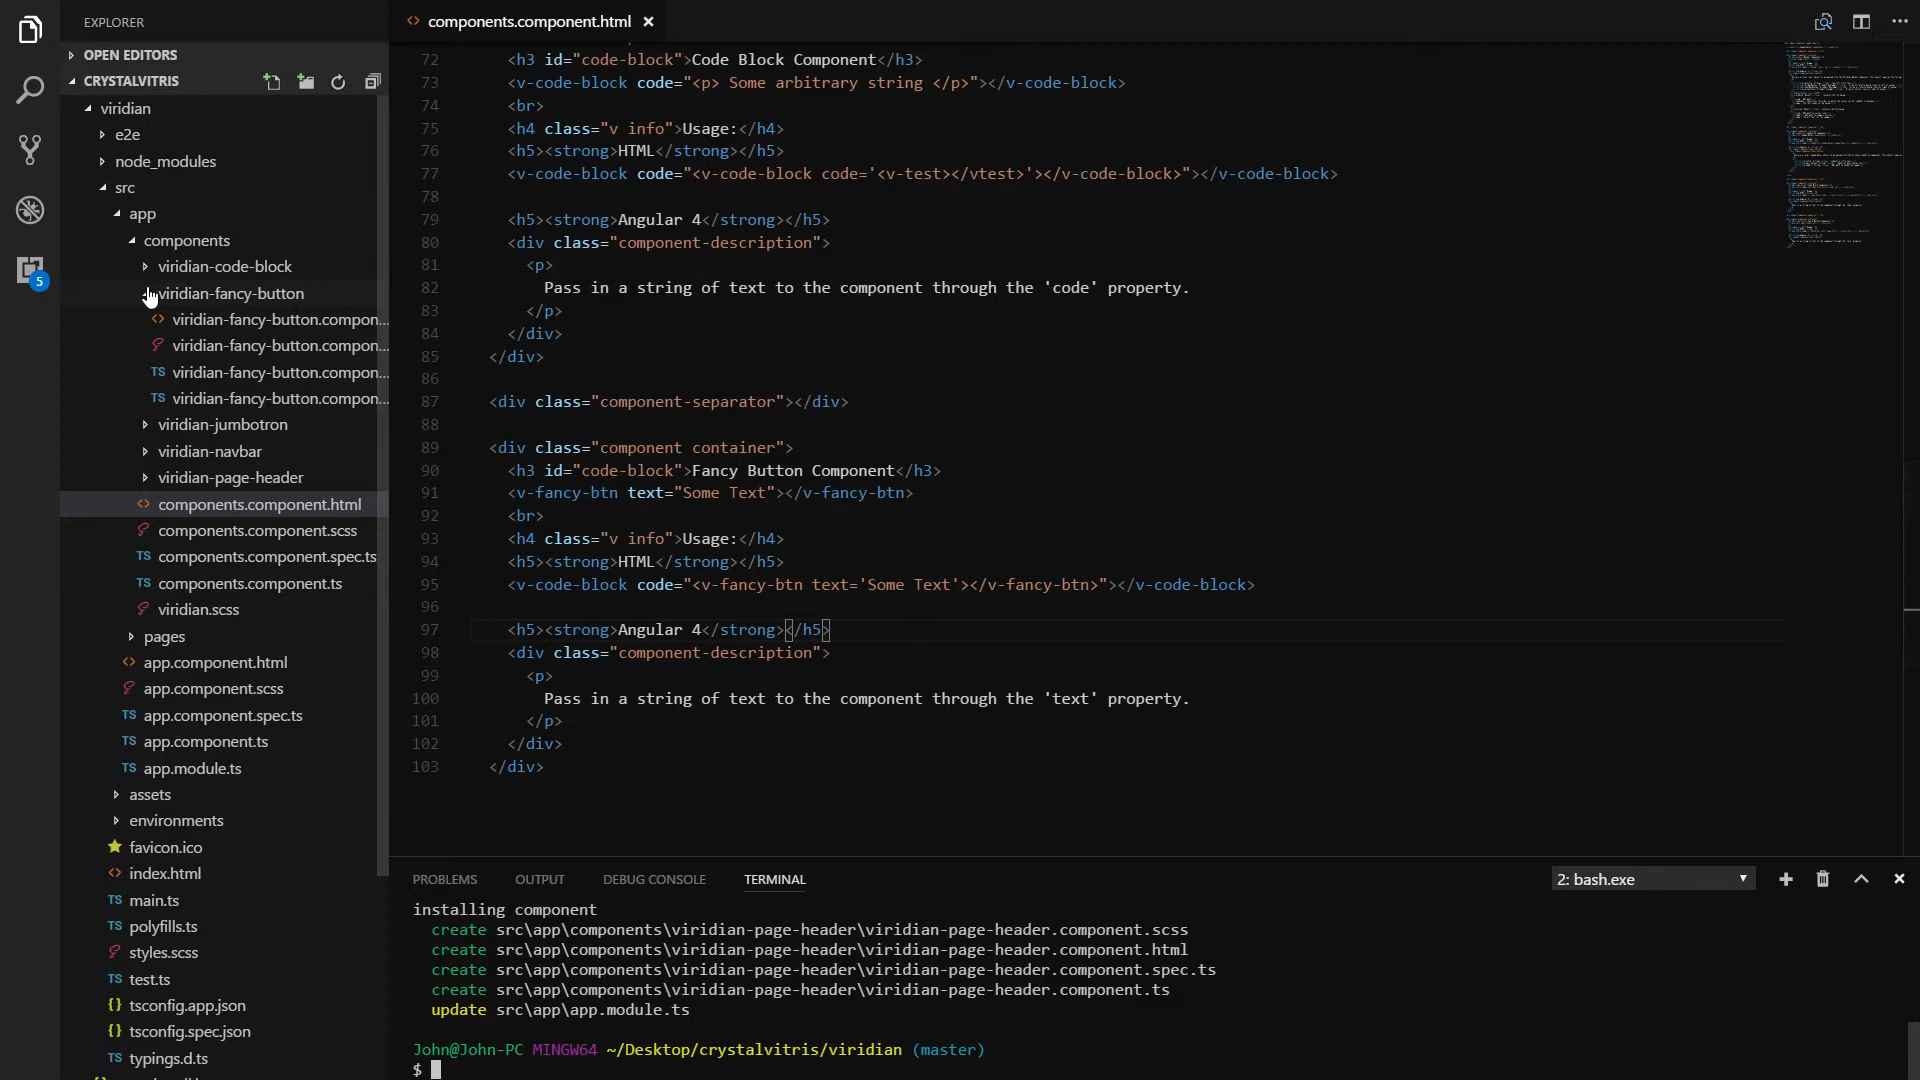 EXPLORER
OPEN EDITORS
CRYSTALVITRIS
viridian
e2e
node_modules
src
app
components
viridian-code-block
viridian-fancy-button
viridian-fancy-button.compon...
viridian-fancy-button.compon...
TS viridian-fancy-button.compon...
TS viridian-fancy-button.compon...
viridian-jumbotron
viridian-navbar
viridian-page-header
components.component.html
components.component.scss
TS components.component.spec.ts
TS components.component.ts
viridian.scss
pages
app.component.html
app.component.scss
TS app.component.spec.ts
TS app.component.ts
TS app.module.ts
assets
environments
favicon.ico
index.html
TS main.ts
TS polyfills.ts
styles.scss
TS test.ts
{} tsconfig.app.json
{} tsconfig.spec.json
TS typings.d.ts
5
components.component.html
72 <h3 id="code-block">Code Block Component</h3>
73 <v-code-block code="<p> Some arbitrary string </p>"></v-code-block>
74 <br>
75 <h4 class="v info">Usage:</h4>
76 <h5><strong>HTML</strong></h5>
77 <v-code-block code="<v-code-block code='<v-test></vtest>'></v-code-block>"></v-code-block>
78
79 <h5><strong>Angular 4</strong></h5>
80 <div class="component-description">
81 <p>
82 Pass in a string of text to the component through the 'code' property.
83 </p>
84 </div>
85 </div>
86
87 <div class="component-separator"></div>
88
89 <div class="component container">
90 <h3 id="code-block">Fancy Button Component</h3>
91 <v-fancy-btn text="Some Text"></v-fancy-btn>
92 <br>
93 <h4 class="v info">Usage:</h4>
94 <h5><strong>HTML</strong></h5>
95 <v-code-block code="<v-fancy-btn text='Some Text'></v-fancy-btn>"></v-code-block>
96
97 <h5><strong>Angular 4</strong></h5>
98 <div class="component-description">
99 <p>
100 Pass in a string of text to the component through the 'text' property.
101 </p>
102 </div>
103 </div>
PROBLEMS OUTPUT DEBUG CONSOLE TERMINAL 2: bash.exe
installing component
create src\app\components\viridian-page-header\viridian-page-header.component.scss
create src\app\components\viridian-page-header\viridian-page-header.component.html
create src\app\components\viridian-page-header\viridian-page-header.component.spec.ts
create src\app\components\viridian-page-header\viridian-page-header.component.ts
update src\app\app.module.ts
John@John-PC MINGW64 ~/Desktop/crystalvitris/viridian (master)
$